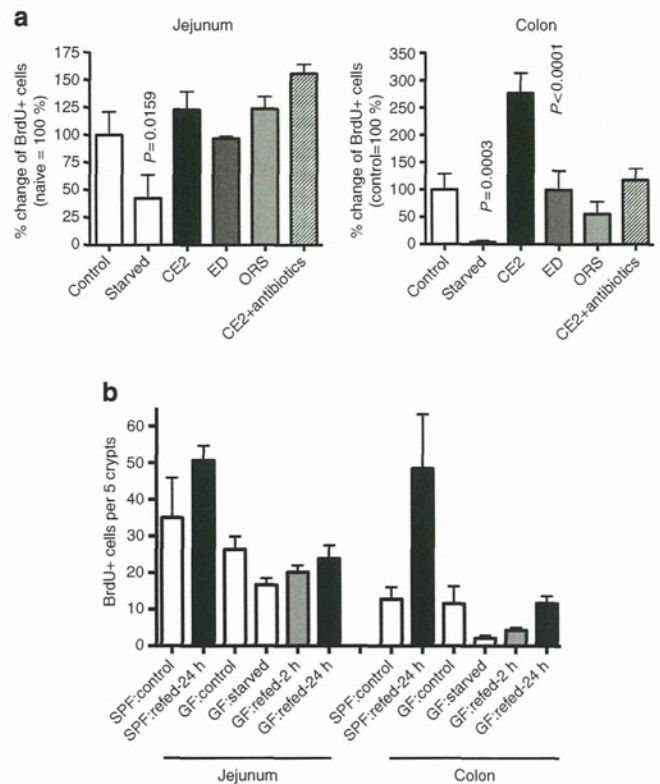 a
Jejunum
% change of BrdU+ cells
(naive = 100 %)
175
150
125
100
75
50
25
0
P=0.0159
Control
Starved
CE2
ED
ORS
CE2+antibiotics
Colon
% change of BrdU+ cells
(control=100 %)
350
300
250
200
150
100
50
0
P=0.0003
P<0.0001
Control
Starved
CE2
ED
ORS
CE2+antibiotics
b
BrdU+ cells per 5 crypts
60
50
40
30
20
10
0
SPF:control
SPF:refed-24 h
GF:control
GF:starved
GF:refed-2 h
GF:refed-24 h
SPF:control
SPF:refed-24 h
GF:control
GF:starved
GF:refed-2 h
GF:refed-24 h
Jejunum
Colon